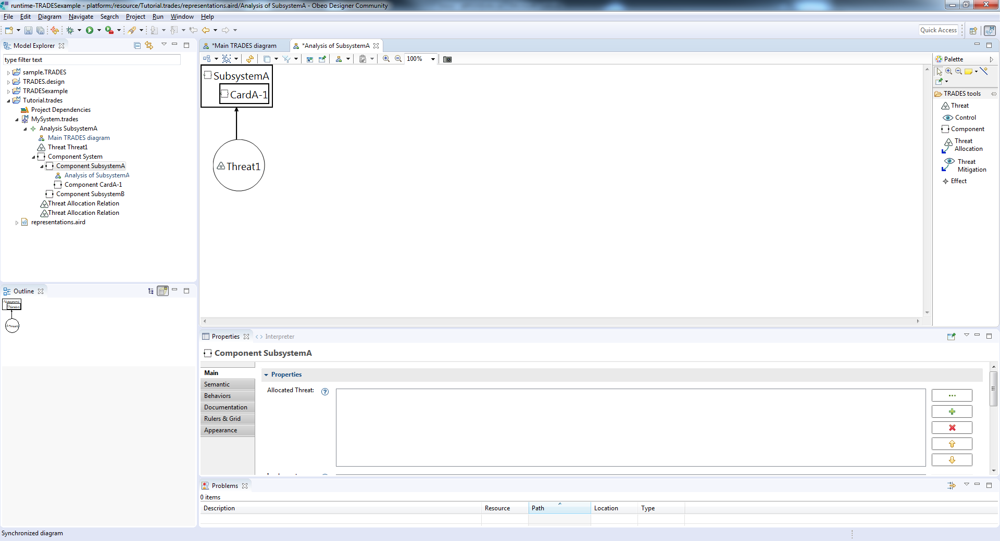 runtime-TRADESexample - platform:/resource/Tutorial.trades/representations.aird/Analysis of SubsystemA - Obeo Designer Community
File Edit Diagram Navigate Search Project Run Window Help
Quick Access
Model Explorer
type filter text
sample.TRADES
TRADES.design
TRADESexample
Tutorial.trades
Project Dependencies
MySystem.trades
Analysis SubsystemA
Main TRADES diagram
Threat Threat1
Component System
Component SubsystemA
Analysis of SubsystemA
Component CardA-1
Component SubsystemB
Threat Allocation Relation
Threat Allocation Relation
representations.aird
Outline
SubsystemA
CardA-1
Threat1
*Main TRADES diagram
*Analysis of SubsystemA
100%
SubsystemA
CardA-1
Threat1
Palette
TRADES tools
Threat
Control
Component
Threat
Allocation
Threat
Mitigation
Effect
Properties
Interpreter
Component SubsystemA
Main
Semantic
Behaviors
Documentation
Rulers & Grid
Appearance
Properties
Allocated Threat:
Problems
0 items
Description Resource Path Location Type
Synchronized diagram